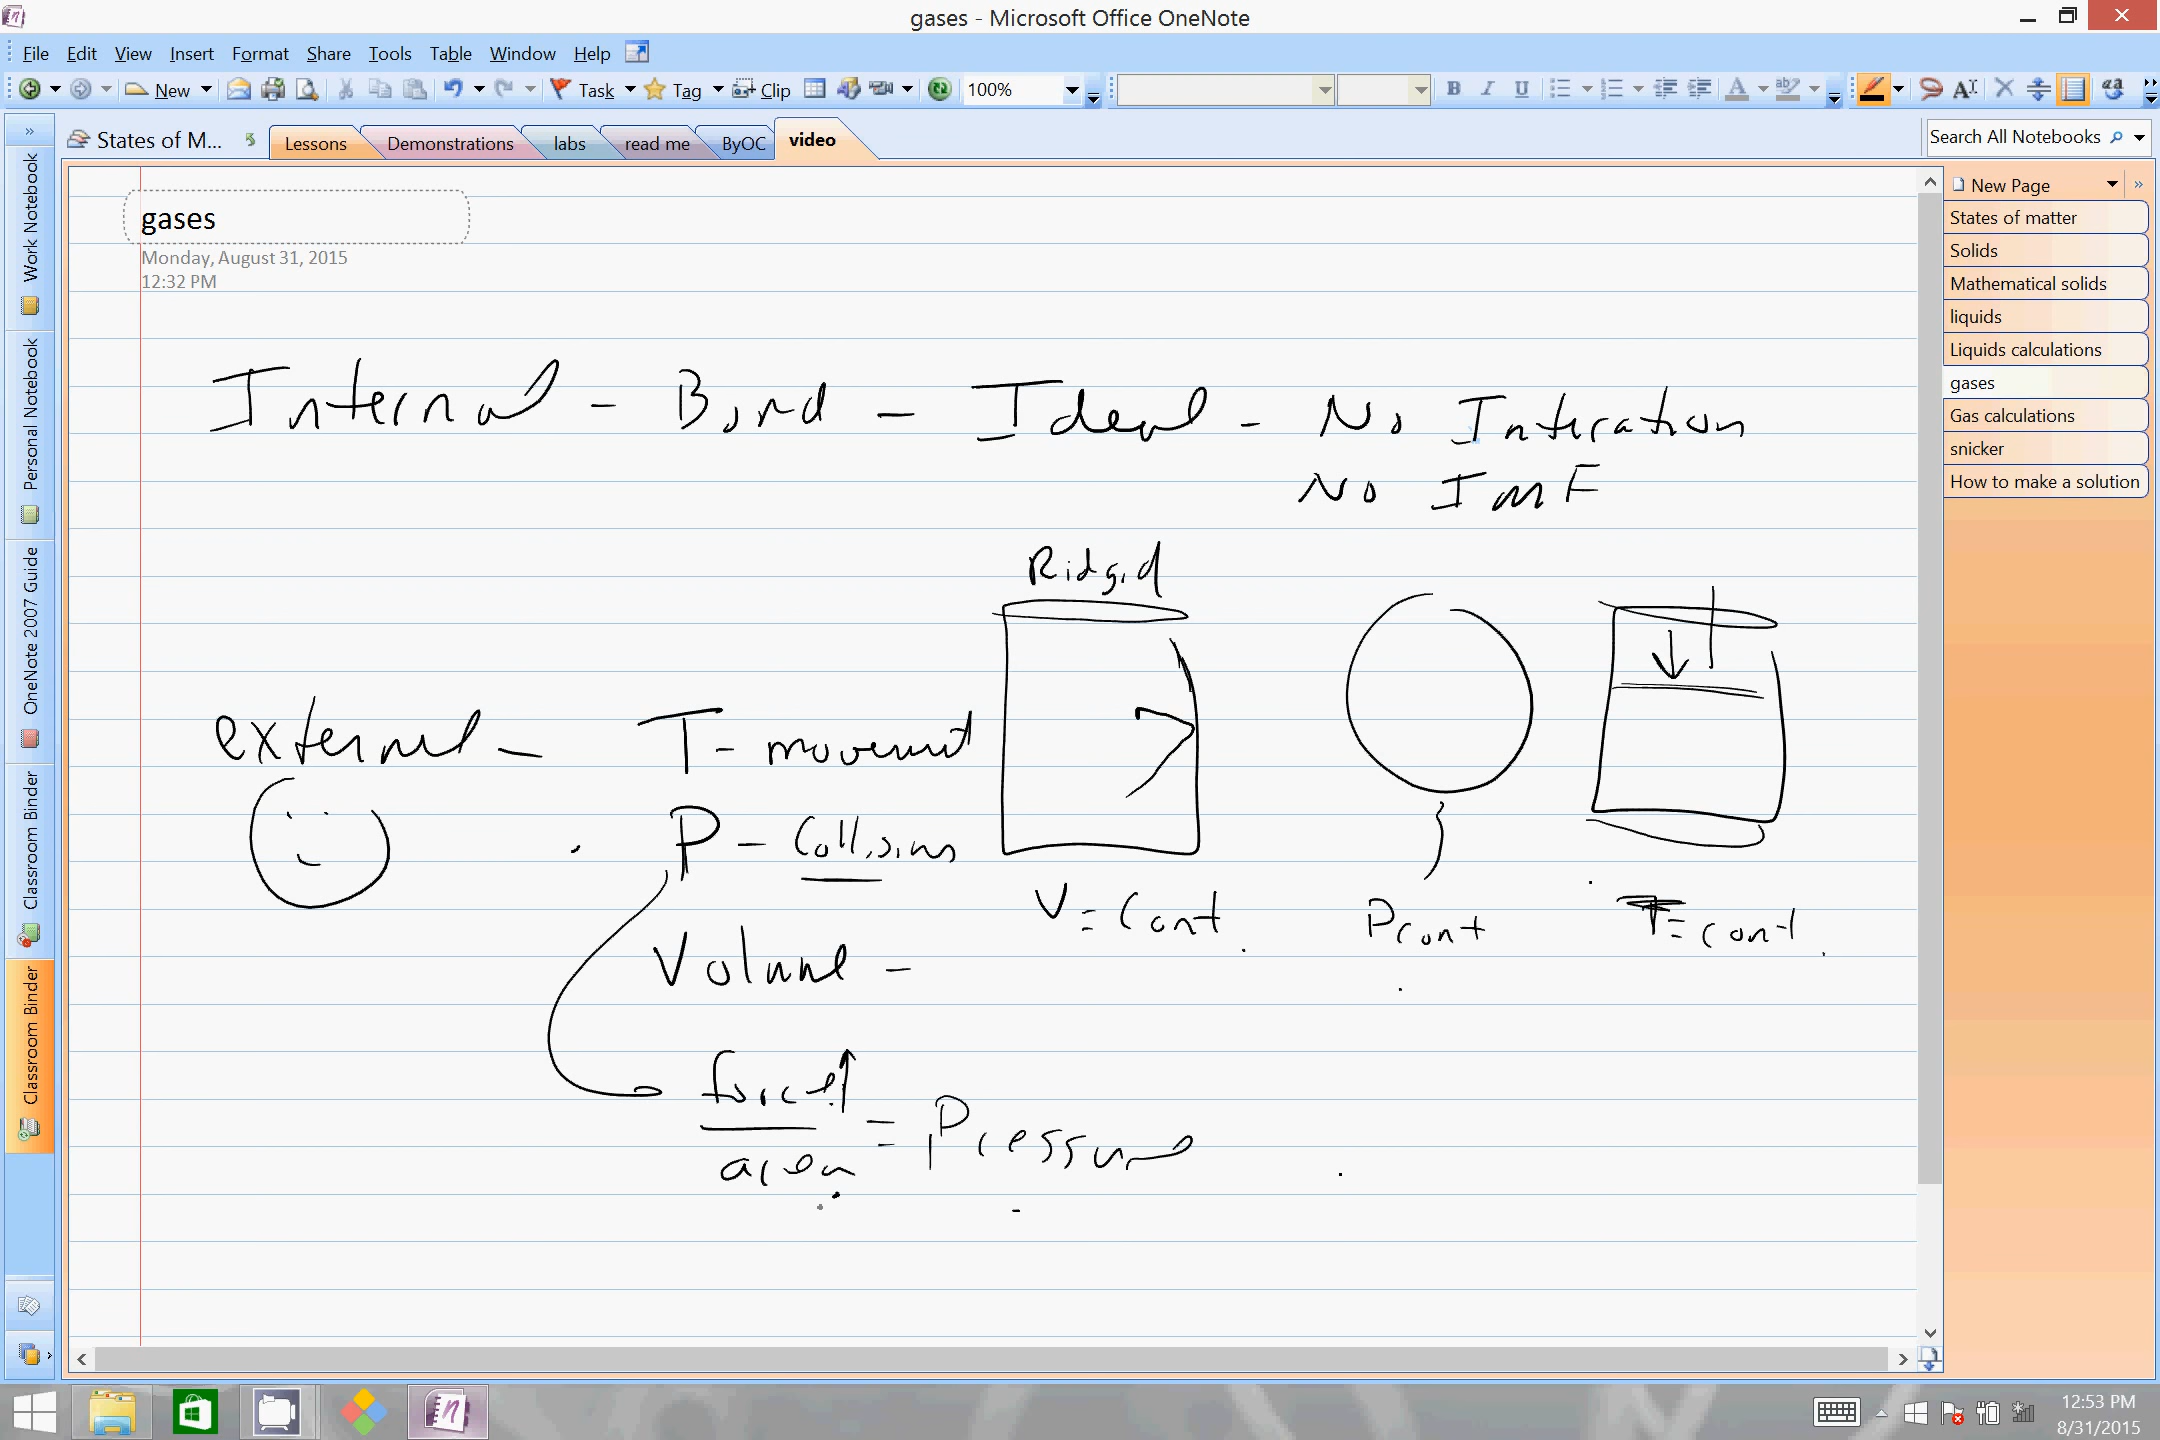 gases - Microsoft Office OneNote
File Edit View Insert Format Share Tools Table Window Help
New Task Tag Clip 100% B I U
States of M... Lessons Demonstrations labs read me ByOC video Search All Notebooks
Work Notebook
Personal Notebook
OneNote 2007 Guide
Classroom Binder
Classroom Binder
gases
Monday, August 31, 2015
12:32 PM
Internal - Bond - Ideal - No Interation
No IMF
Ridgid
external - T - movement
P - Collisions
V = Cont.
P cont
T = cont.
Volume -
force
area
= Pressure
New Page
States of matter
Solids
Mathematical solids
liquids
Liquids calculations
gases
Gas calculations
snicker
How to make a solution
12:53 PM
8/31/2015